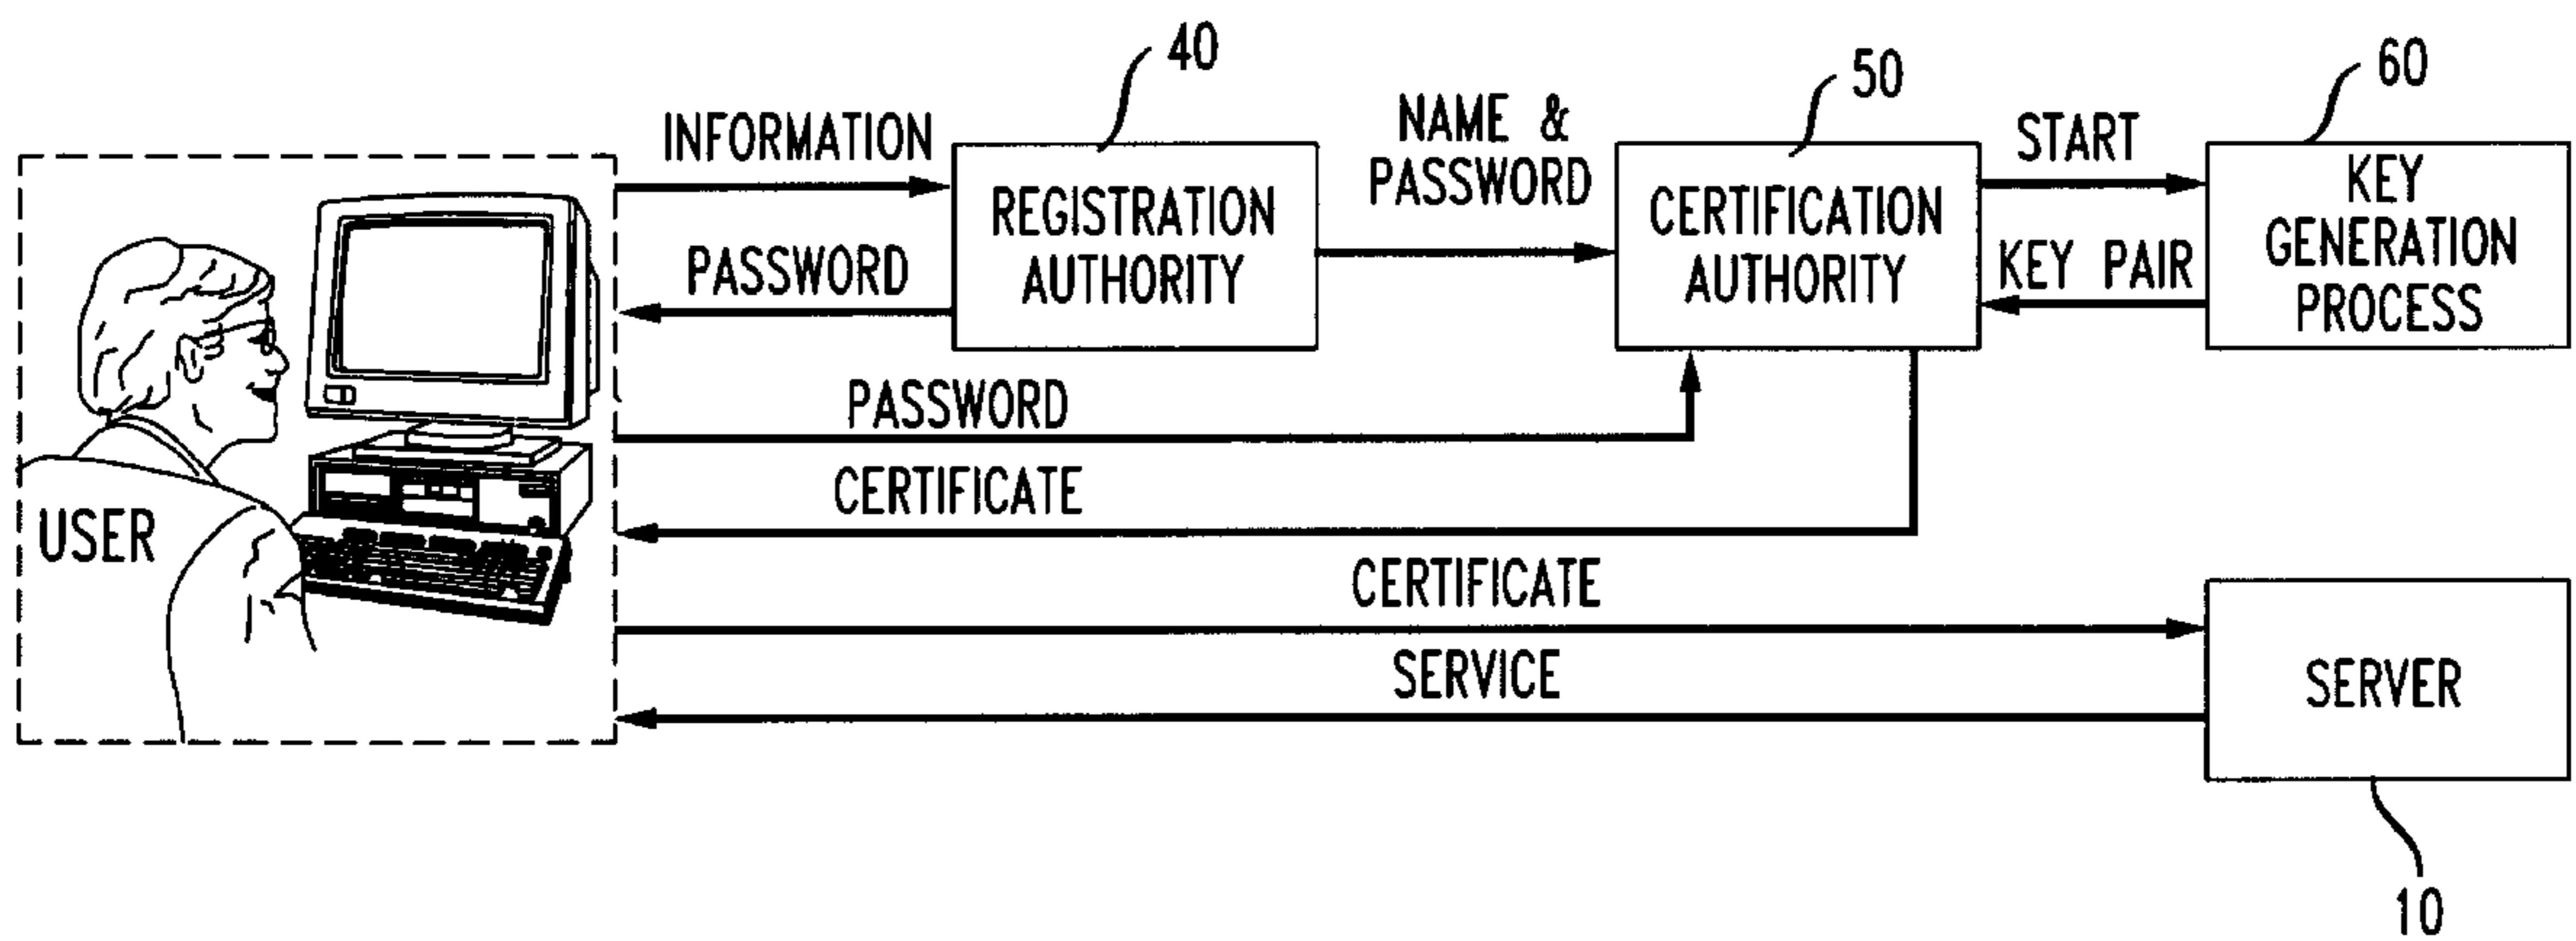 40
50
60
INFORMATION
NAME &
PASSWORD
START
REGISTRATION
AUTHORITY
CERTIFICATION
AUTHORITY
KEY
GENERATION
PROCESS
PASSWORD
KEY PAIR
PASSWORD
CERTIFICATE
USER
CERTIFICATE
SERVICE
SERVER
10